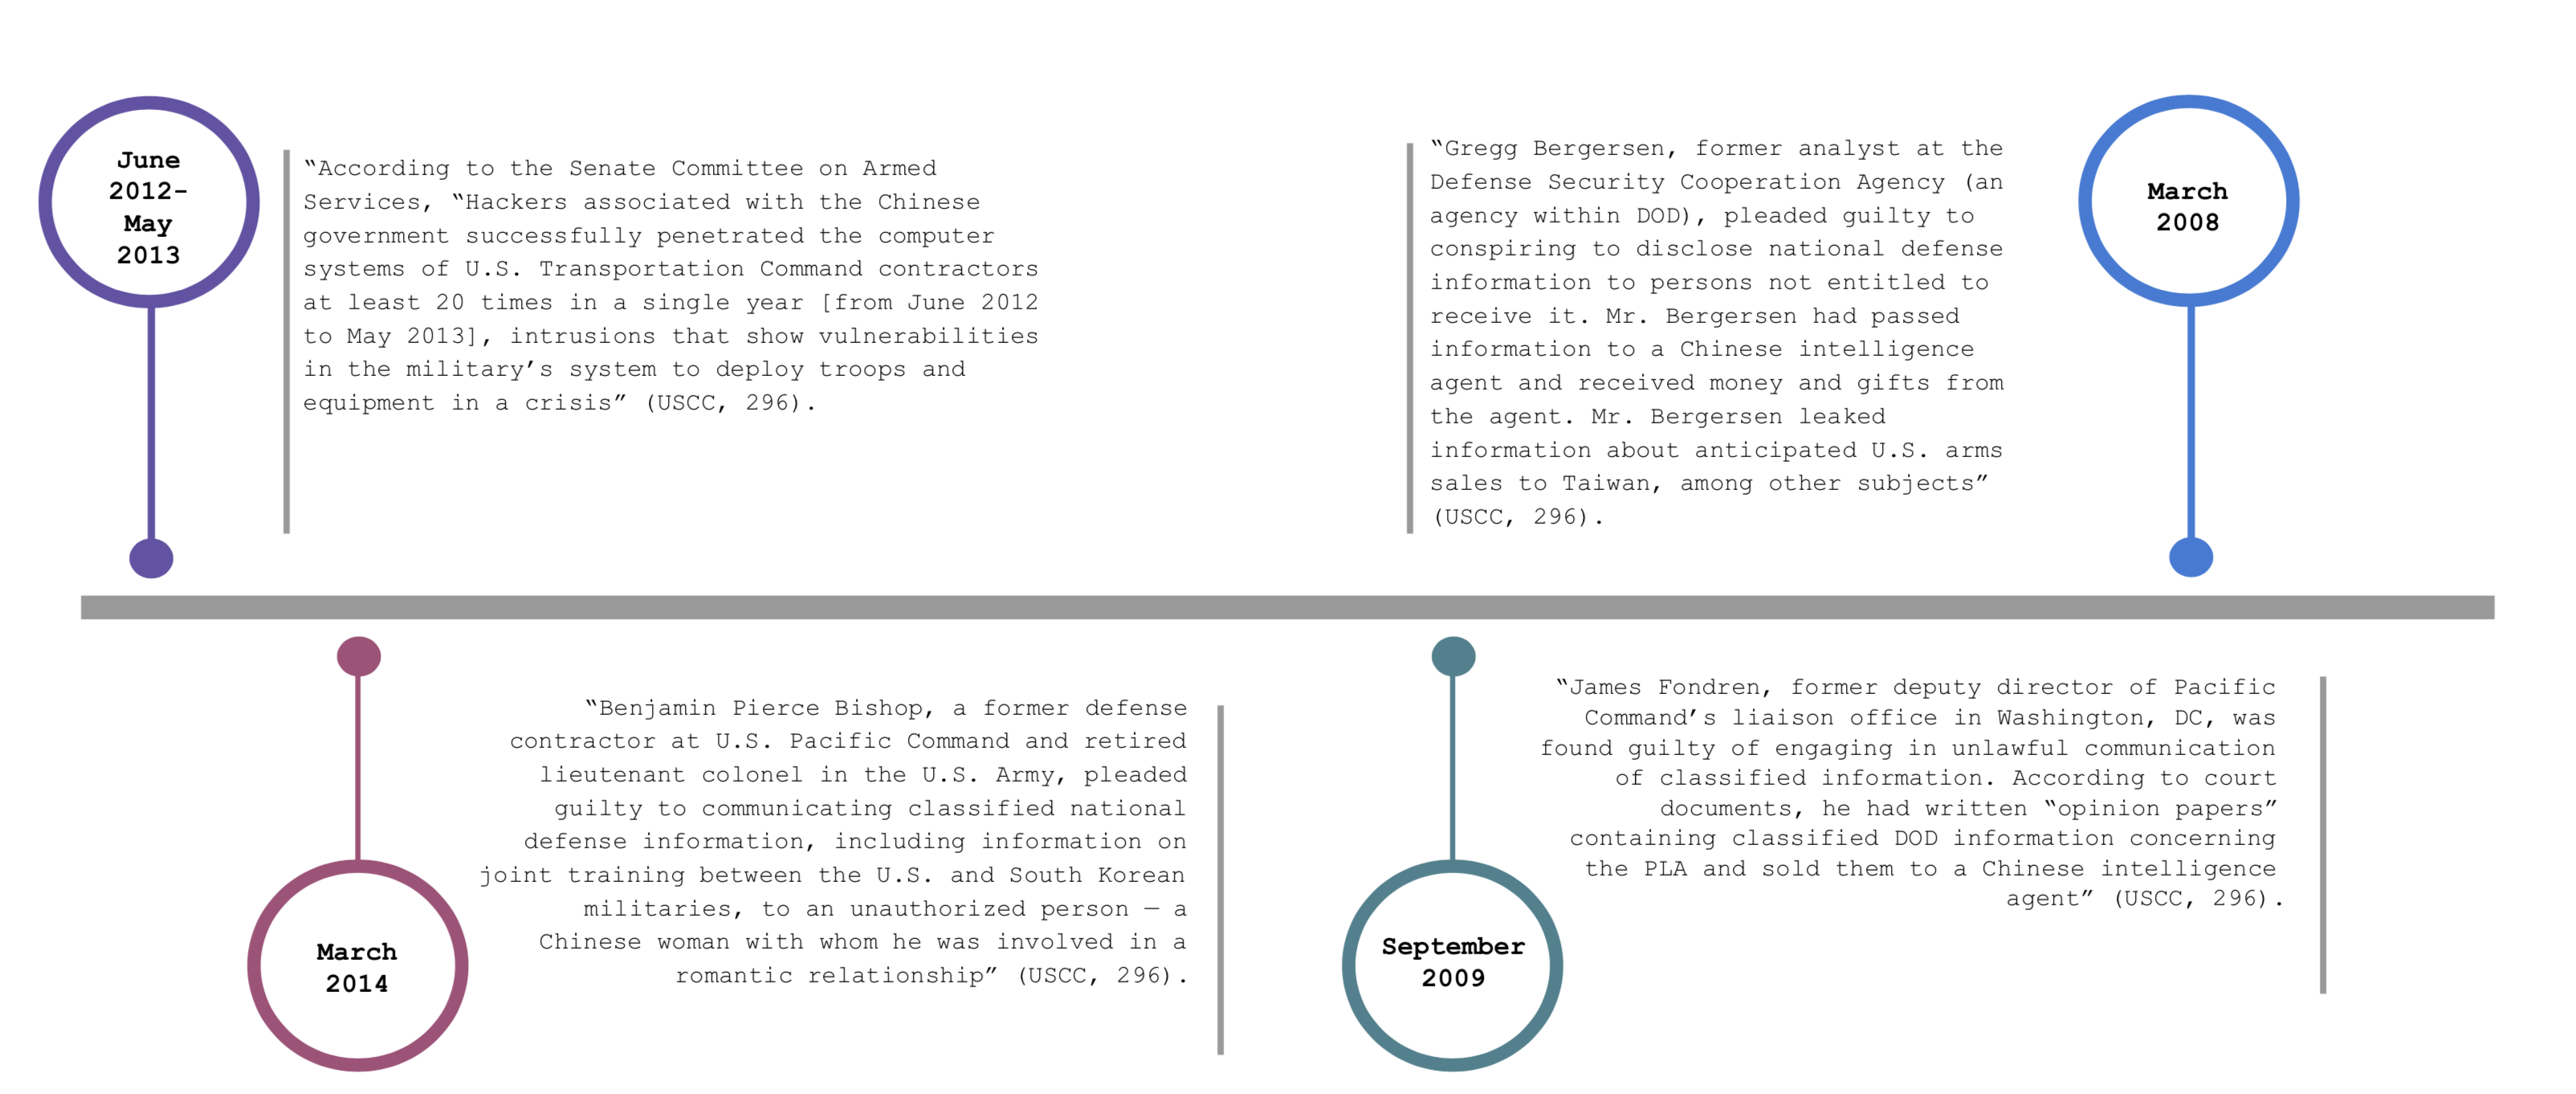 June
2012-
May
2013
“According to the Senate Committee on Armed
Services, “Hackers associated with the Chinese
government successfully penetrated the computer
systems of U.S. Transportation Command contractors
at least 20 times in a single year [from June 2012
to May 2013], intrusions that show vulnerabilities
in the military’s system to deploy troops and
equipment in a crisis” (USCC, 296).
“Gregg Bergersen, former analyst at the
Defense Security Cooperation Agency (an
agency within DOD), pleaded guilty to
conspiring to disclose national defense
information to persons not entitled to
receive it. Mr. Bergersen had passed
information to a Chinese intelligence
agent and received money and gifts from
the agent. Mr. Bergersen leaked
information about anticipated U.S. arms
sales to Taiwan, among other subjects”
(USCC, 296).
March
2008
March
2014
“Benjamin Pierce Bishop, a former defense
contractor at U.S. Pacific Command and retired
lieutenant colonel in the U.S. Army, pleaded
guilty to communicating classified national
defense information, including information on
joint training between the U.S. and South Korean
militaries, to an unauthorized person — a
Chinese woman with whom he was involved in a
romantic relationship” (USCC, 296).
September
2009
“James Fondren, former deputy director of Pacific
Command’s liaison office in Washington, DC, was
found guilty of engaging in unlawful communication
of classified information. According to court
documents, he had written “opinion papers”
containing classified DOD information concerning
the PLA and sold them to a Chinese intelligence
agent” (USCC, 296).